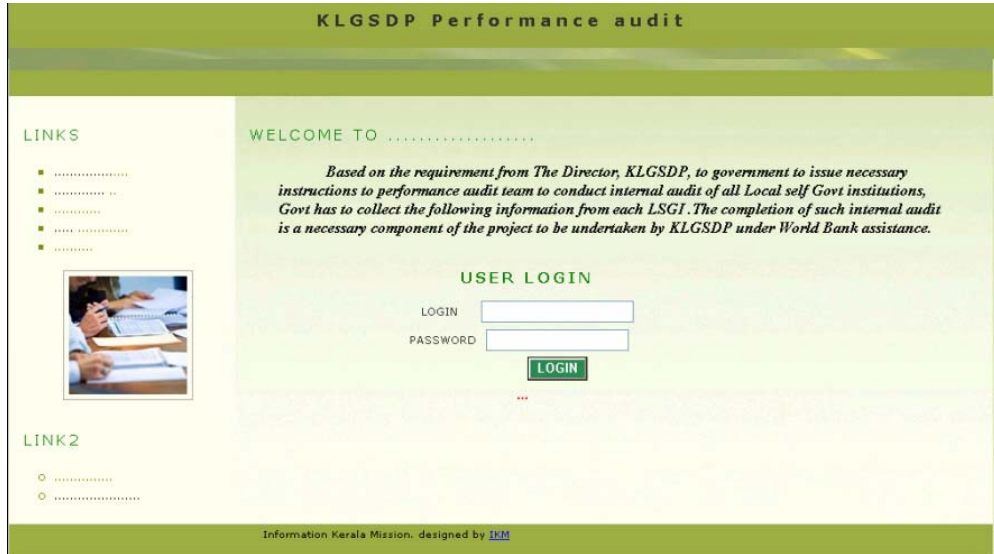 KLGSDP Performance audit
LINKS
...................
............. ..
............
..... .............
..........
LINK2
...............
......................
WELCOME TO ...................
Based on the requirement from The Director, KLGSDP, to government to issue necessary
instructions to performance audit team to conduct internal audit of all Local self Govt institutions,
Govt has to collect the following information from each LSGI .The completion of such internal audit
is a necessary component of the project to be undertaken by KLGSDP under World Bank assistance.
USER LOGIN
LOGIN
PASSWORD
LOGIN
...
Information Kerala Mission. designed by IKM